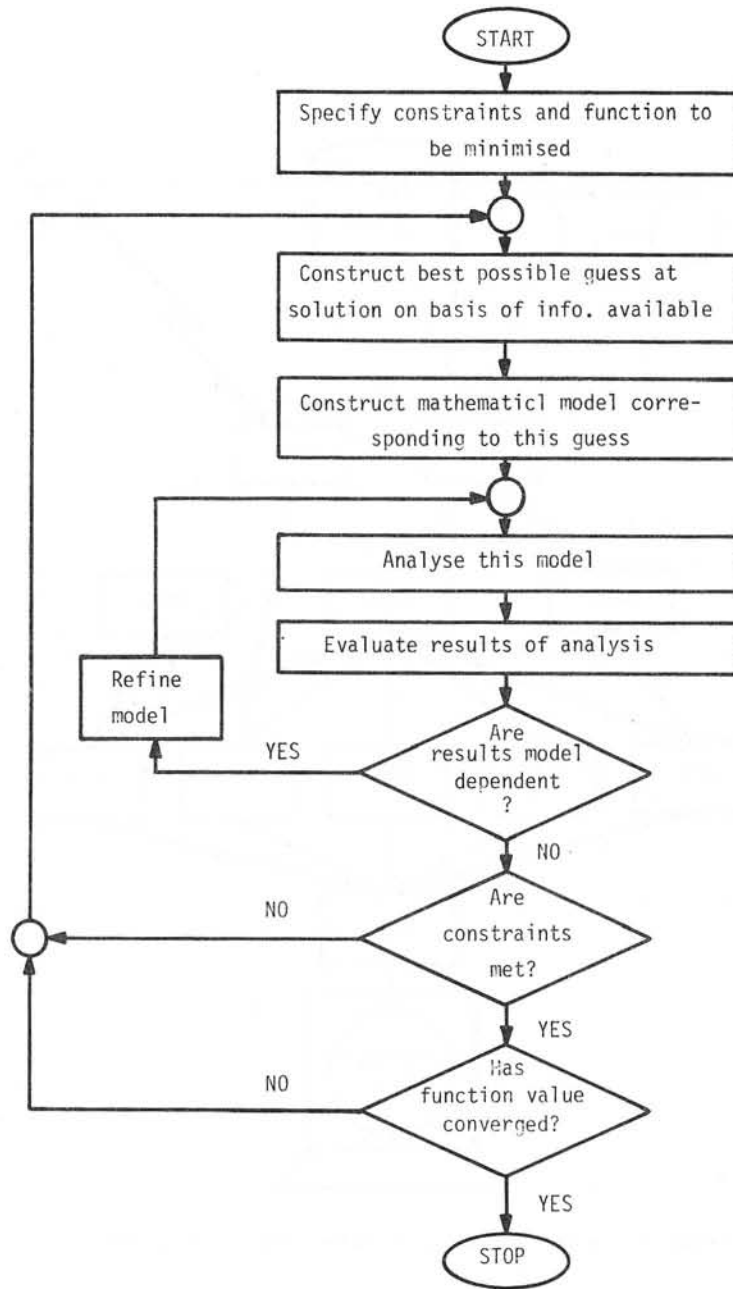 START
Specify constraints and function to
be minimised
Construct best possible guess at
solution on basis of info. available
Construct mathematicl model corre-
sponding to this guess
Analyse this model
Evaluate results of analysis
Refine
model
YES
Are
results model
dependent
?
NO
NO
Are
constraints
met?
YES
NO
Has
function value
converged?
YES
STOP